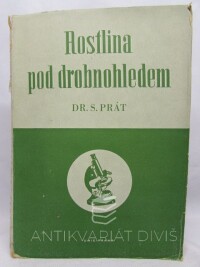 Rostlina
pod drobnohledem
DR. S. PRÁT
ANTIKVARIÁT DIVIŠ